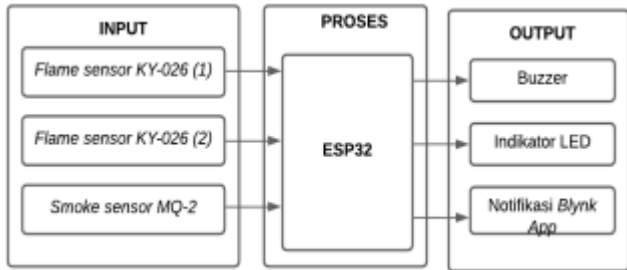 INPUT
Flame sensor KY-026 (1)
Flame sensor KY-026 (2)
Smoke sensor MQ-2
PROSES
ESP32
OUTPUT
Buzzer
Indikator LED
Notifikasi Blynk
App